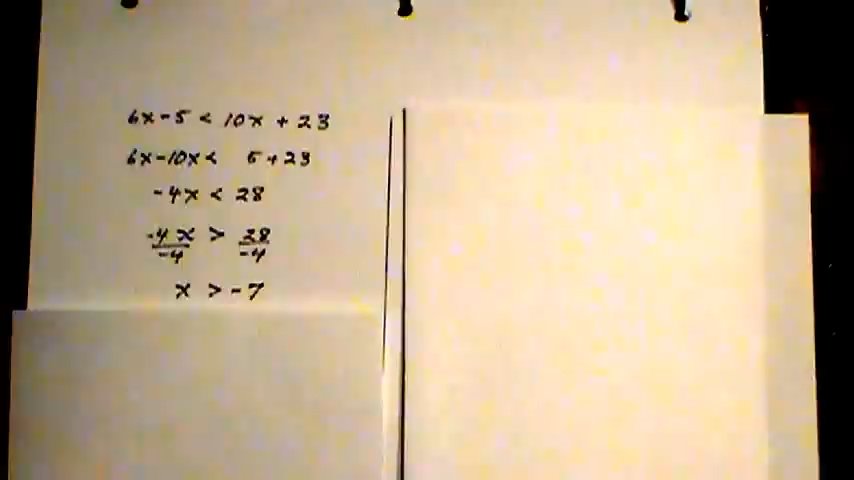 6x-5 < 10x + 23
6x-10x < 5+23
-4x < 28
-4x/-4 > 28/-4
x > -7